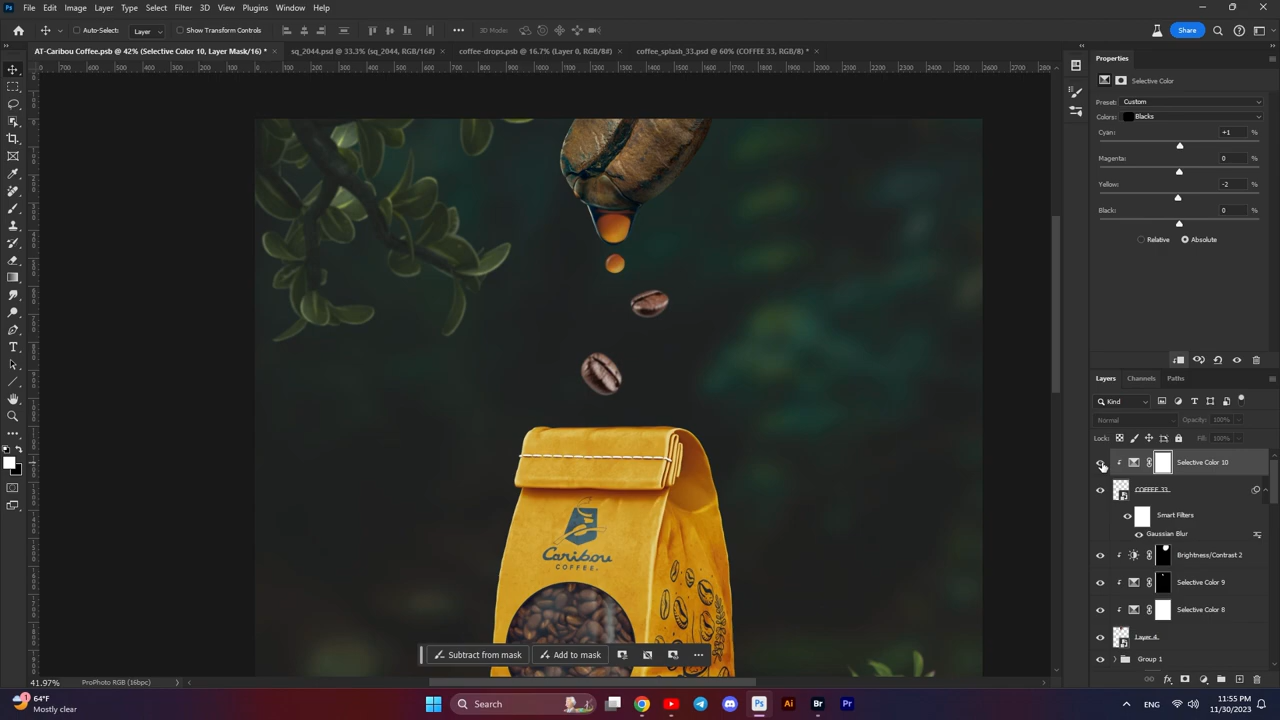 Ps File Edit Image Layer Type Select Filter 3D View Plugins Window Help
Auto-Select: Layer Show Transform Controls 3D Mode: Share
AT-Caribou Coffee.psb @ 42% (Selective Color 10, Layer Mask/16) * sq_2044.psd @ 33.3% (sq_2044, RGB/16#) coffee-drops.psb @ 16.7% (Layer 0, RGB/8#) coffee_splash_33.psd @ 60% (COFFEE 33, RGB/8#) *
Properties
Selective Color
Preset: Custom
Colors: Blacks
Cyan: +1 %
Magenta: 0 %
Yellow: -2 %
Black: 0 %
Relative Absolute
Layers Channels Paths
Kind
Normal Opacity: 100%
Lock: Fill: 100%
Selective Color 10
COFFEE 33
Smart Filters
Gaussian Blur
Brightness/Contrast 2
Selective Color 9
Selective Color 8
Layer 4
Group 1
Caribou
COFFEE
Subtract from mask Add to mask
41.97% ProPhoto RGB (16bpc)
1 64°F
Mostly clear
Search
Ps Ai Br Pr
ENG
11:55 PM
11/30/2023